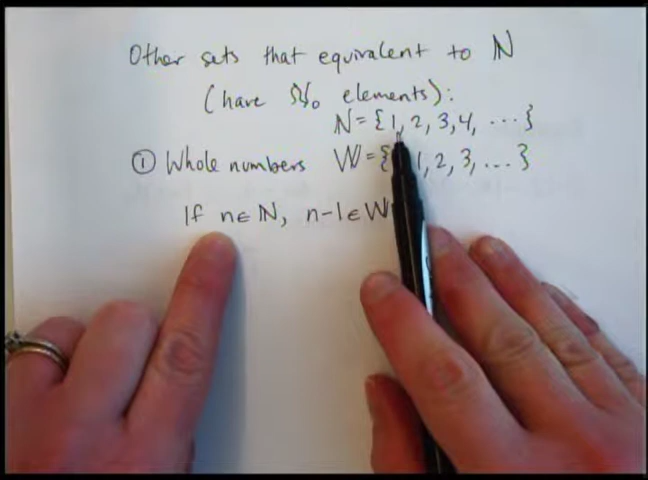 Other sets that equivalent to ℕ
(have ℵ₀ elements):
ℕ = {1, 2, 3, 4, ...}
① Whole numbers W = { 1, 2, 3, ...}
If n ∈ ℕ, n-1 ∈ W